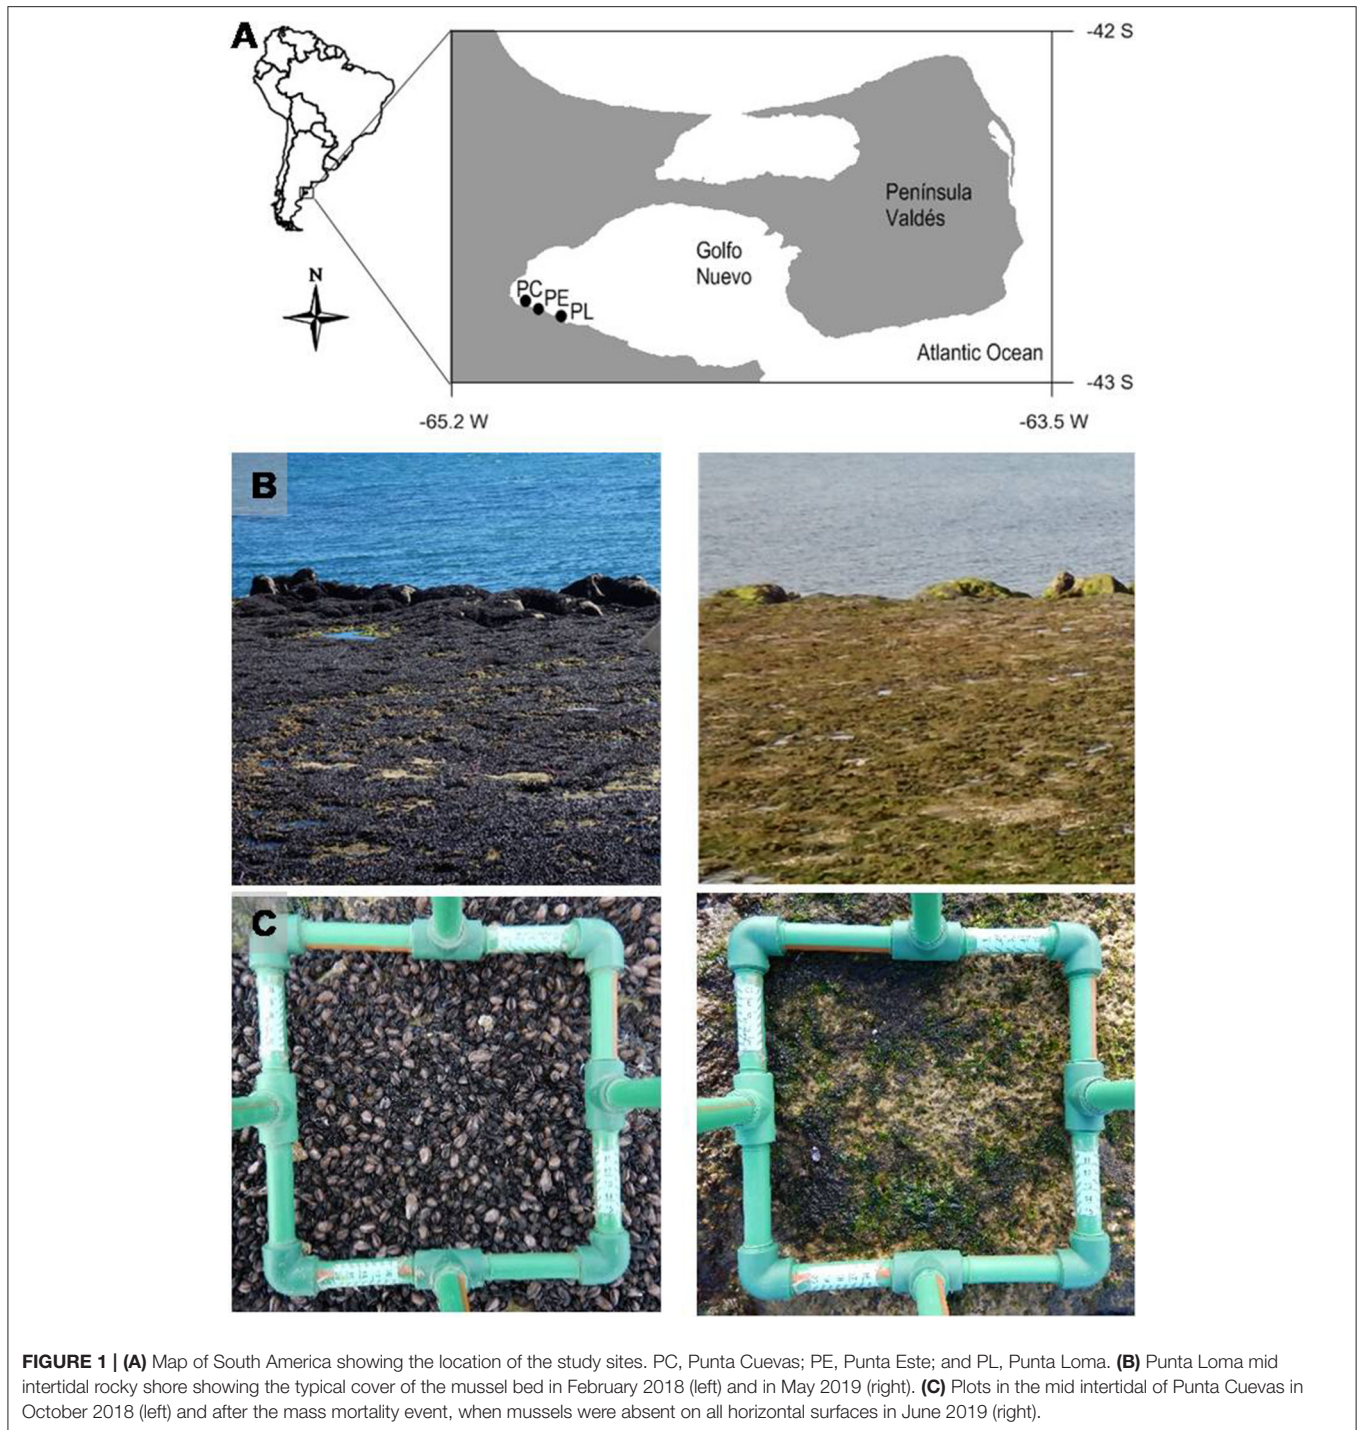 A
-42 S
Península
Valdés
Golfo
Nuevo
N
PC
PE
PL
Atlantic Ocean
-43 S
-65.2 W
-63.5 W
B
C
FIGURE 1 | (A) Map of South America showing the location of the study sites. PC, Punta Cuevas; PE, Punta Este; and PL, Punta Loma. (B) Punta Loma mid
intertidal rocky shore showing the typical cover of the mussel bed in February 2018 (left) and in May 2019 (right). (C) Plots in the mid intertidal of Punta Cuevas in
October 2018 (left) and after the mass mortality event, when mussels were absent on all horizontal surfaces in June 2019 (right).